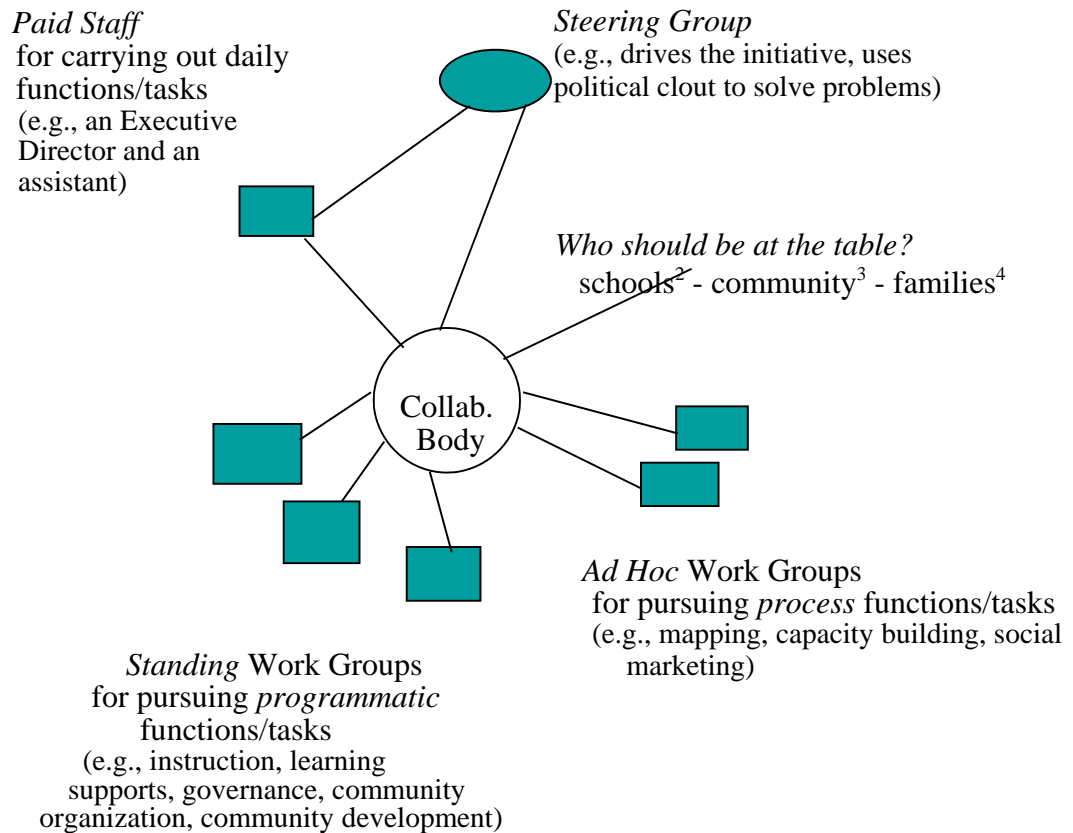 Paid Staff
for carrying out daily
functions/tasks
(e.g., an Executive
Director and an
assistant)
Steering Group
(e.g., drives the initiative, uses
political clout to solve problems)
Who should be at the table?
schools2 - community3 - families4
Collab.
Body
Ad Hoc Work Groups
for pursuing process functions/tasks
(e.g., mapping, capacity building, social
marketing)
Standing Work Groups
for pursuing programmatic
functions/tasks
(e.g., instruction, learning
supports, governance, community
organization, community development)